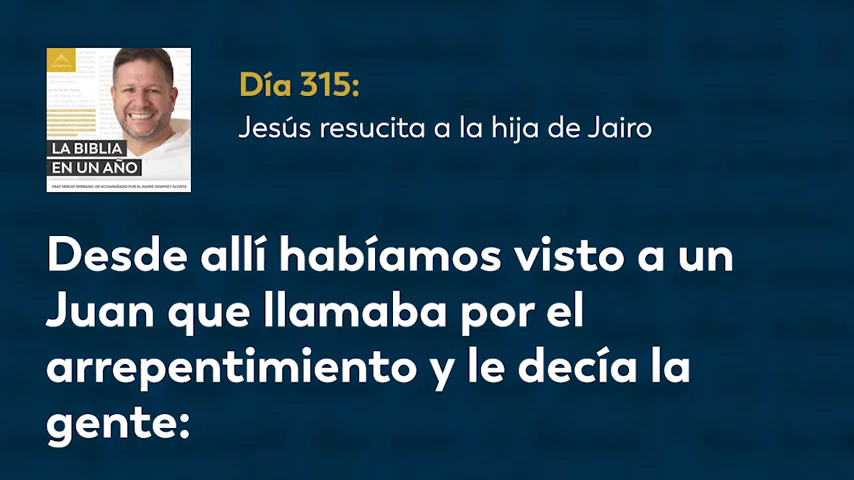 Día 315:
Jesús resucita a la hija de Jairo
LA BIBLIA
EN UN AÑO
Desde allí habíamos visto a un
Juan que llamaba por el
arrepentimiento y le decía la
gente: